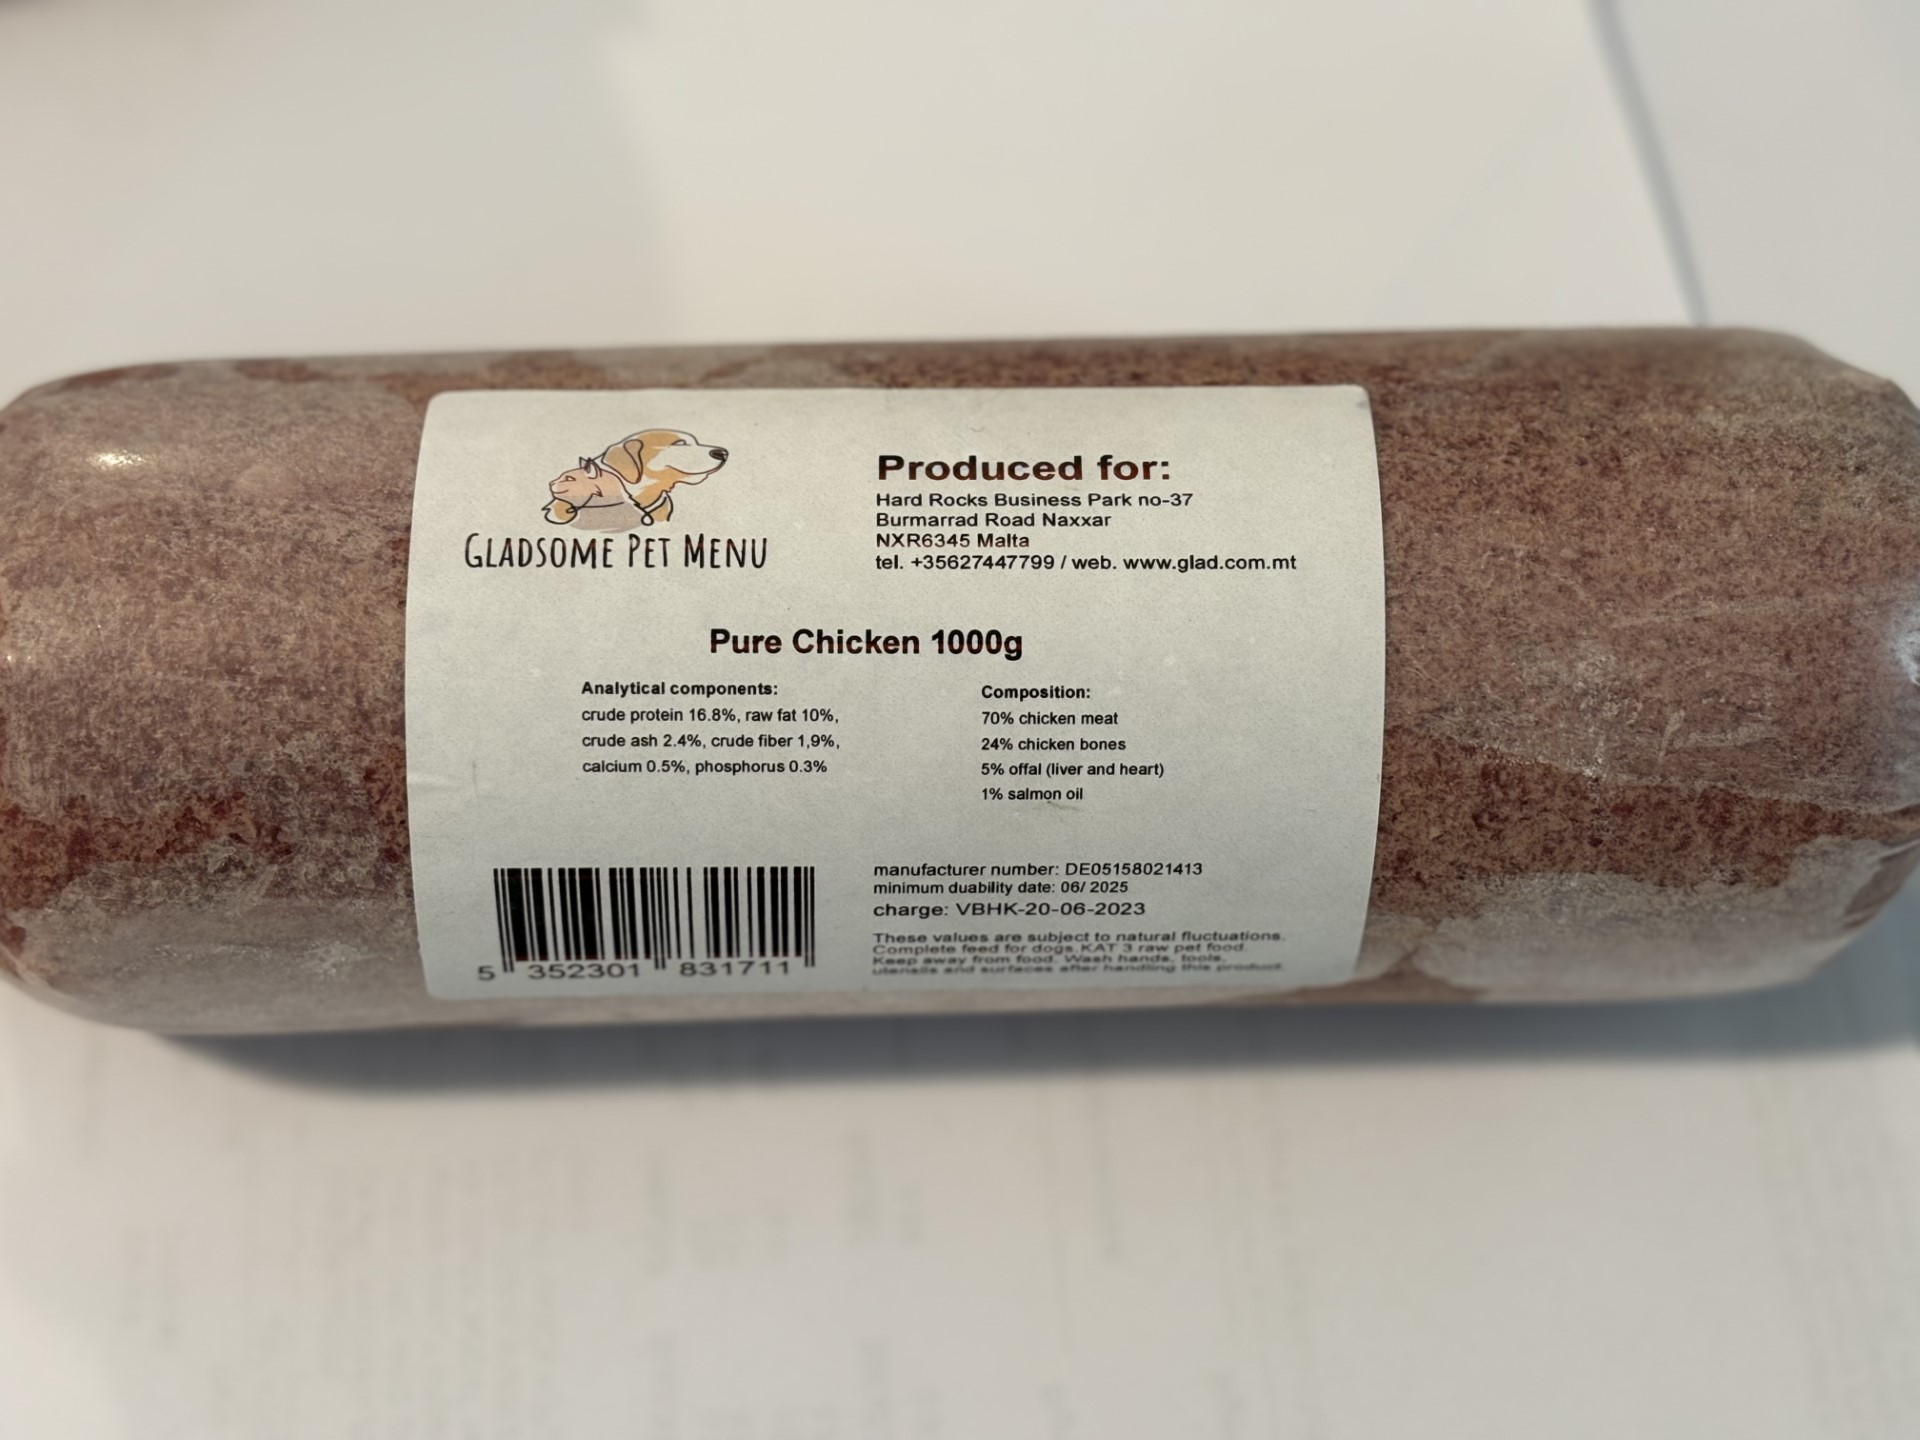 GLADSOME PET MENU
Produced for:
Hard Rocks Business Park no-37
Burmarrad Road Naxxar
NXR6345 Malta
tel. +35627447799 / web. www.glad.com.mt
Pure Chicken 1000g
Analytical components:
crude protein 16.8%, raw fat 10%,
crude ash 2.4%, crude fiber 1,9%,
calcium 0.5%, phosphorus 0.3%
Composition:
70% chicken meat
24% chicken bones
5% offal (liver and heart)
1% salmon oil
5 352301 831711
manufacturer number: DE05158021413
minimum duability date: 06/ 2025
charge: VBHK-20-06-2023
These values are subject to natural fluctuations.
Complete feed for dogs. KAT 3 raw pet food.
Keep away from food. Wash hands, tools,
utensils and surfaces after handling this product.